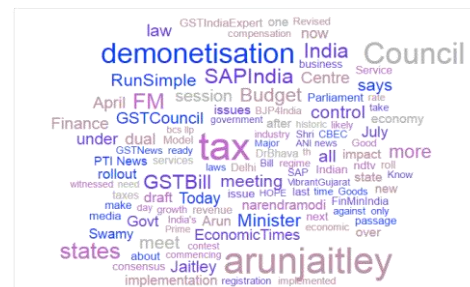 GSTIndiaExpert one Revised
law compensation now
demonetisation India Council
business
RunSimple SAPIndia Centre Service says
April FM session Budget Parliament rate
issues BJP4India take
Finance GSTCouncil government control economy
bcs llp after historic likely
under dual Model tax industry Shri CBEC July
Major ANI news Good
GSTNews ready DrBhava th all impact more
PTI News services laws Delhi Bill regime Indian ndtv roll
rollout GSTBill meeting SAP VibrantGujarat state Know
witnessed need issue HOPE last time Goods new
taxes draft Today narendramodi FinMinIndia
make day growth revenue next against only
media Govt India's Arun Minister economic passage
Swamy Prime EconomicTimes over
states meet contest
about commencing arunjaitley
consensus Jaitley
implementation registration implemented